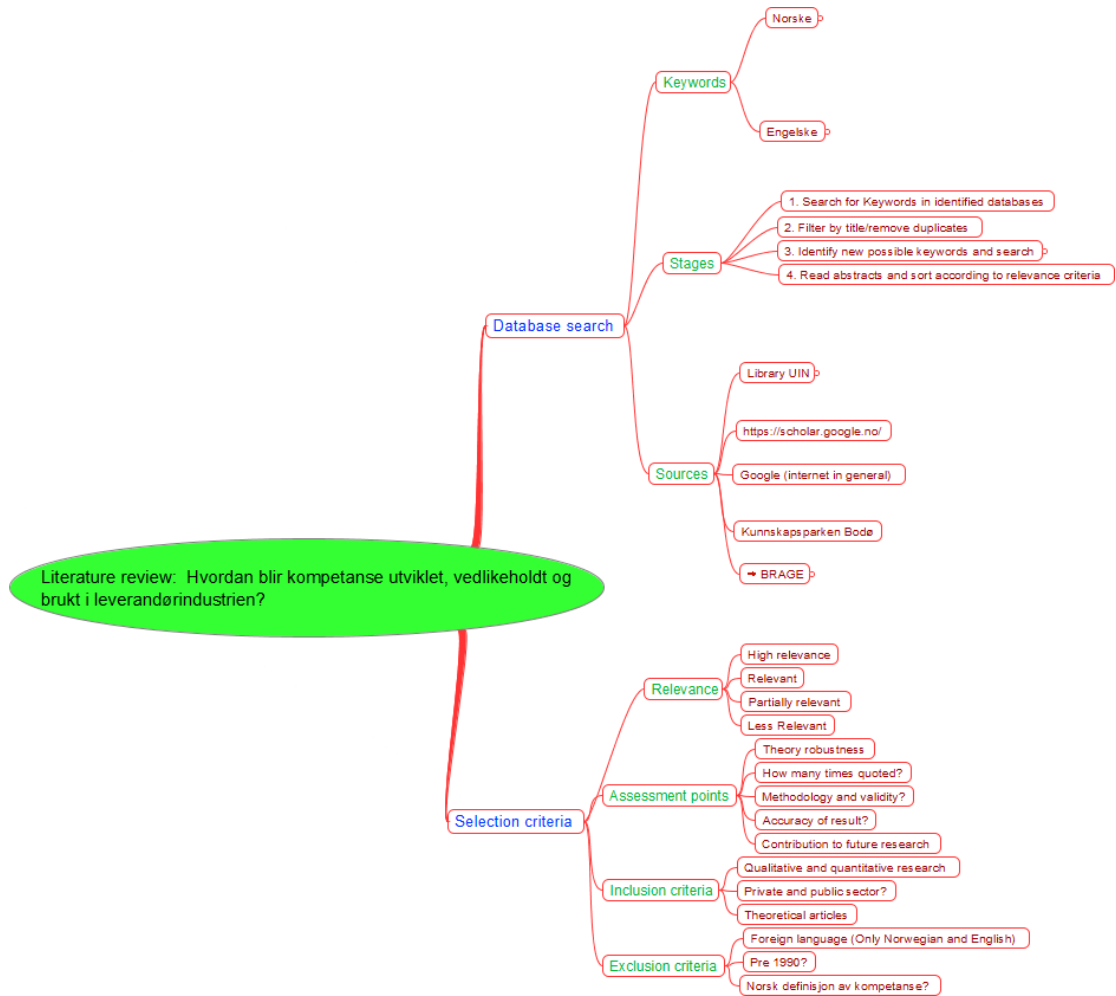 Literature review:  Hvordan blir kompetanse utviklet, vedlikeholdt og
brukt i leverandørindustrien?
Database search
Keywords
Norske
Engelske
Stages
1. Search for Keywords in identified databases
2. Filter by title/remove duplicates
3. Identify new possible keywords and search
4. Read abstracts and sort according to relevance criteria
Sources
Library UIN
https://scholar.google.no/
Google (internet in general)
Kunnskapsparken Bodø
➔ BRAGE
Selection criteria
Relevance
High relevance
Relevant
Partially relevant
Less Relevant
Assessment points
Theory robustness
How many times quoted?
Methodology and validity?
Accuracy of result?
Contribution to future research
Inclusion criteria
Qualitative and quantitative research
Private and public sector?
Theoretical articles
Exclusion criteria
Foreign language (Only Norwegian and English)
Pre 1990?
Norsk definisjon av kompetanse?